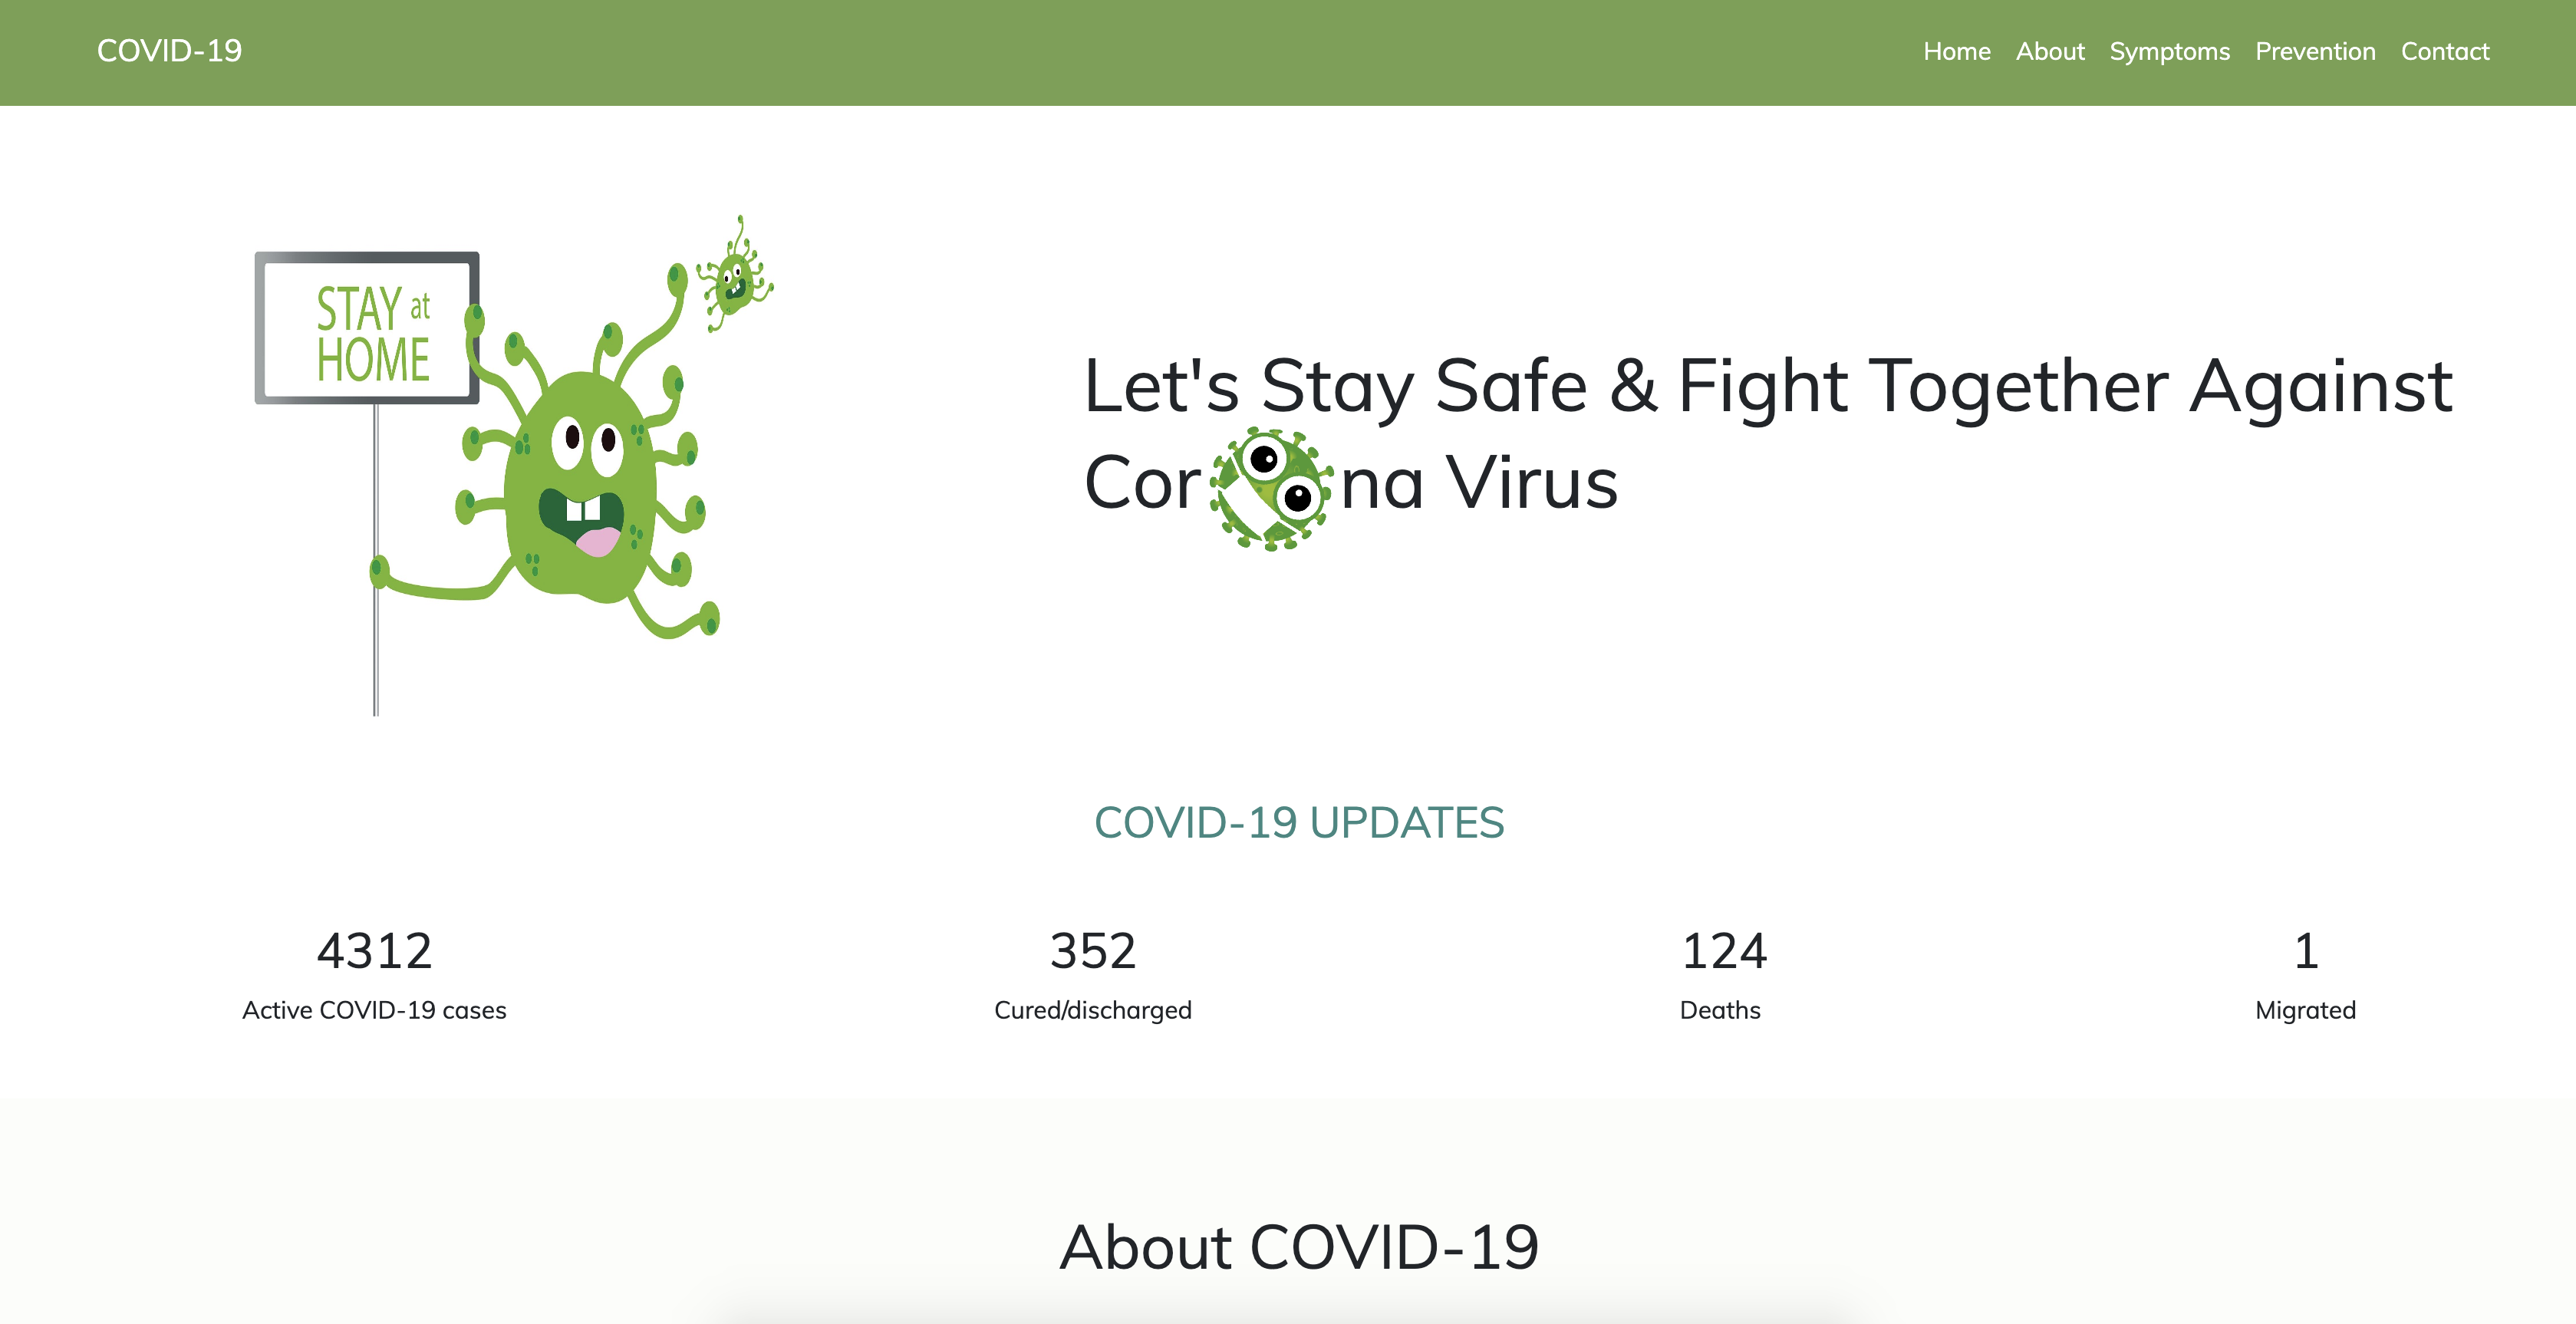 COVID-19
Home About Symptoms Prevention Contact
STAY at
HOME
Let's Stay Safe & Fight Together Against
Cor na Virus
COVID-19 UPDATES
4312
Active COVID-19 cases
352
Cured/discharged
124
Deaths
1
Migrated
About COVID-19